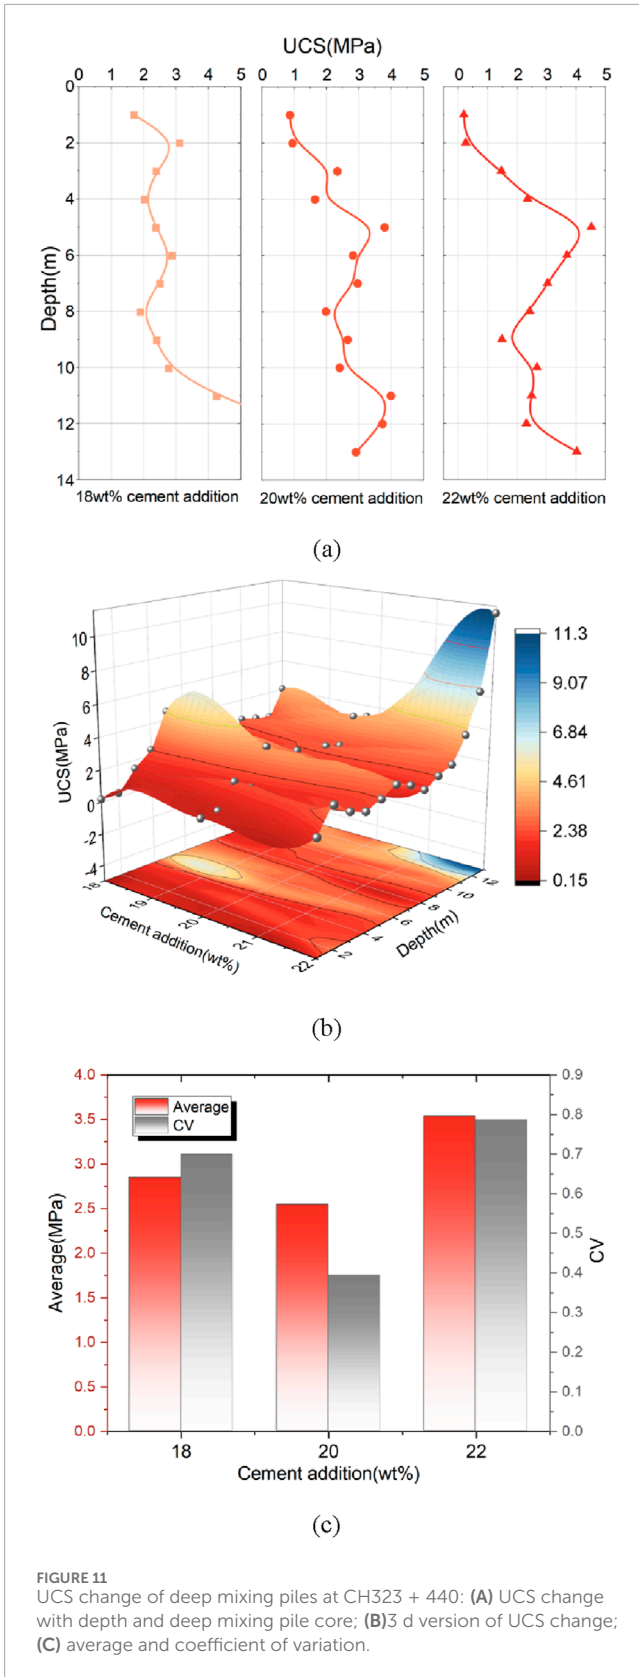 UCS(MPa)
0 1 2 3 4 5 0 1 2 3 4 5 0 1 2 3 4 5
0
2
4
6
8
10
12
14
Depth(m)
18wt% cement addition 20wt% cement addition 22wt% cement addition
(a)
10
8
6
4
2
0
-2
-4
UCS(MPa)
18
19
20
21
22
Cement addition(wt%)
2
4
6
8
10
12
Depth(m)
11.3
9.07
6.84
4.61
2.38
0.15
(b)
4.0
3.5
3.0
2.5
2.0
1.5
1.0
0.5
0.0
Average(MPa)
Average
CV
0.9
0.8
0.7
0.6
0.5
0.4
0.3
0.2
0.1
0.0
CV
18 20 22
Cement addition(wt%)
(c)
FIGURE 11
UCS change of deep mixing piles at CH323 + 440: (A) UCS change
with depth and deep mixing pile core; (B)3 d version of UCS change;
(C) average and coefficient of variation.